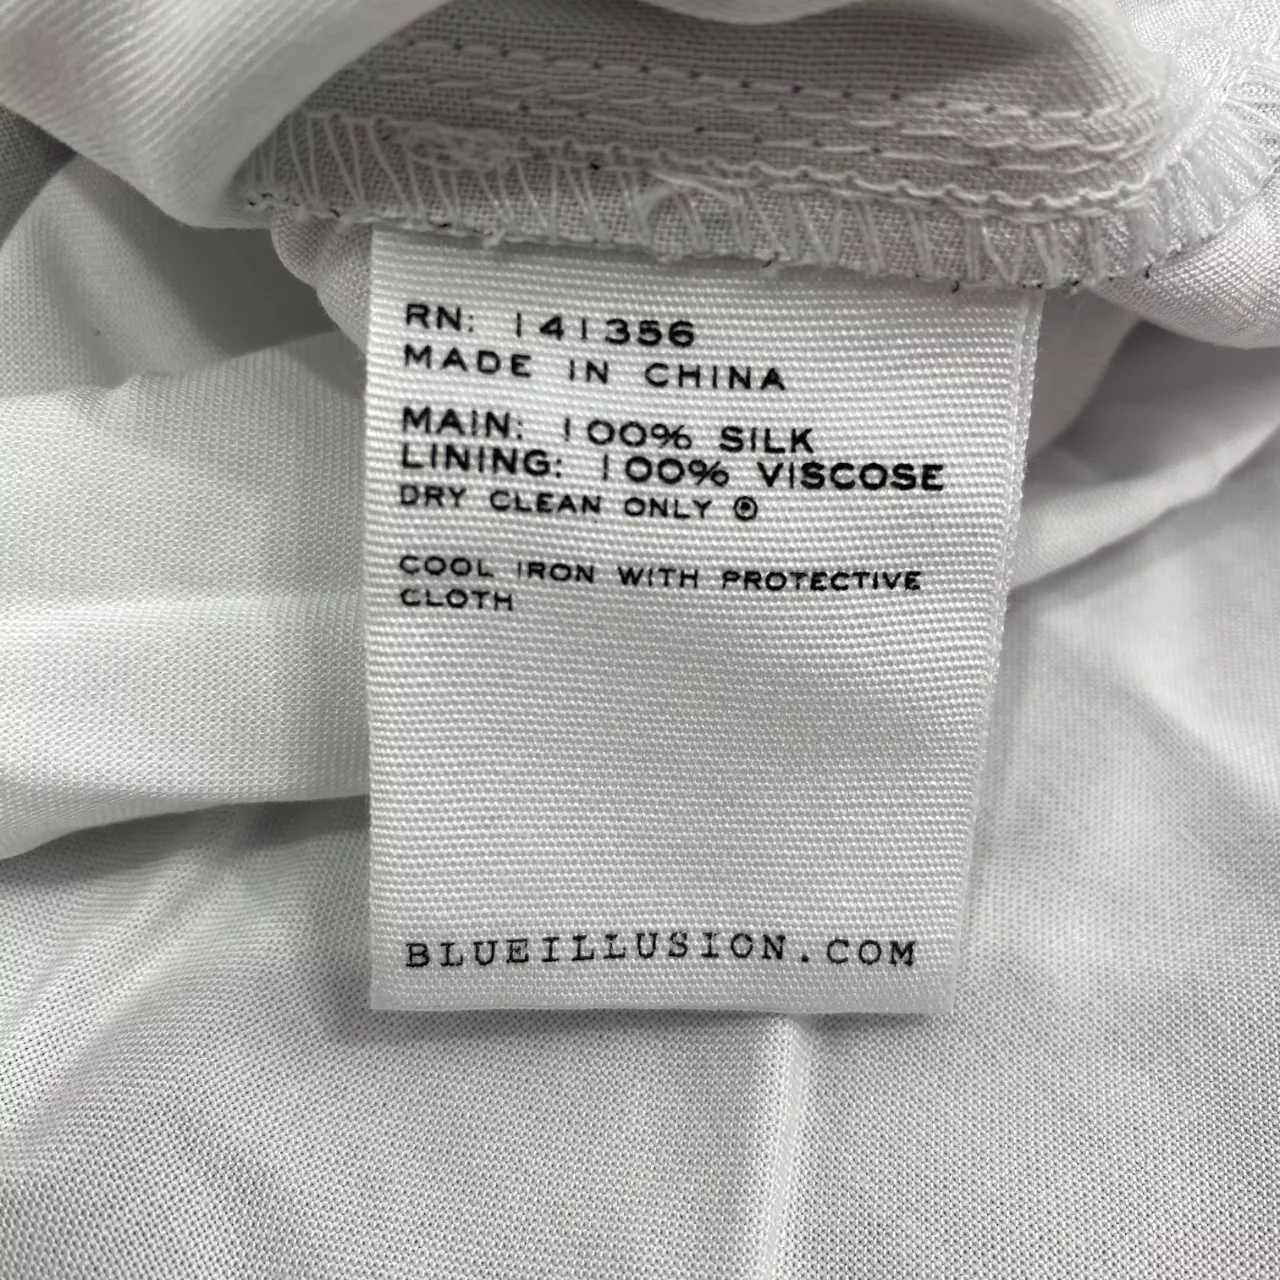 RN: 141356
MADE IN CHINA
MAIN: 100% SILK
LINING: 100% VISCOSE
DRY CLEAN ONLY Ⓟ
COOL IRON WITH PROTECTIVE
CLOTH
BLUEILLUSION.COM